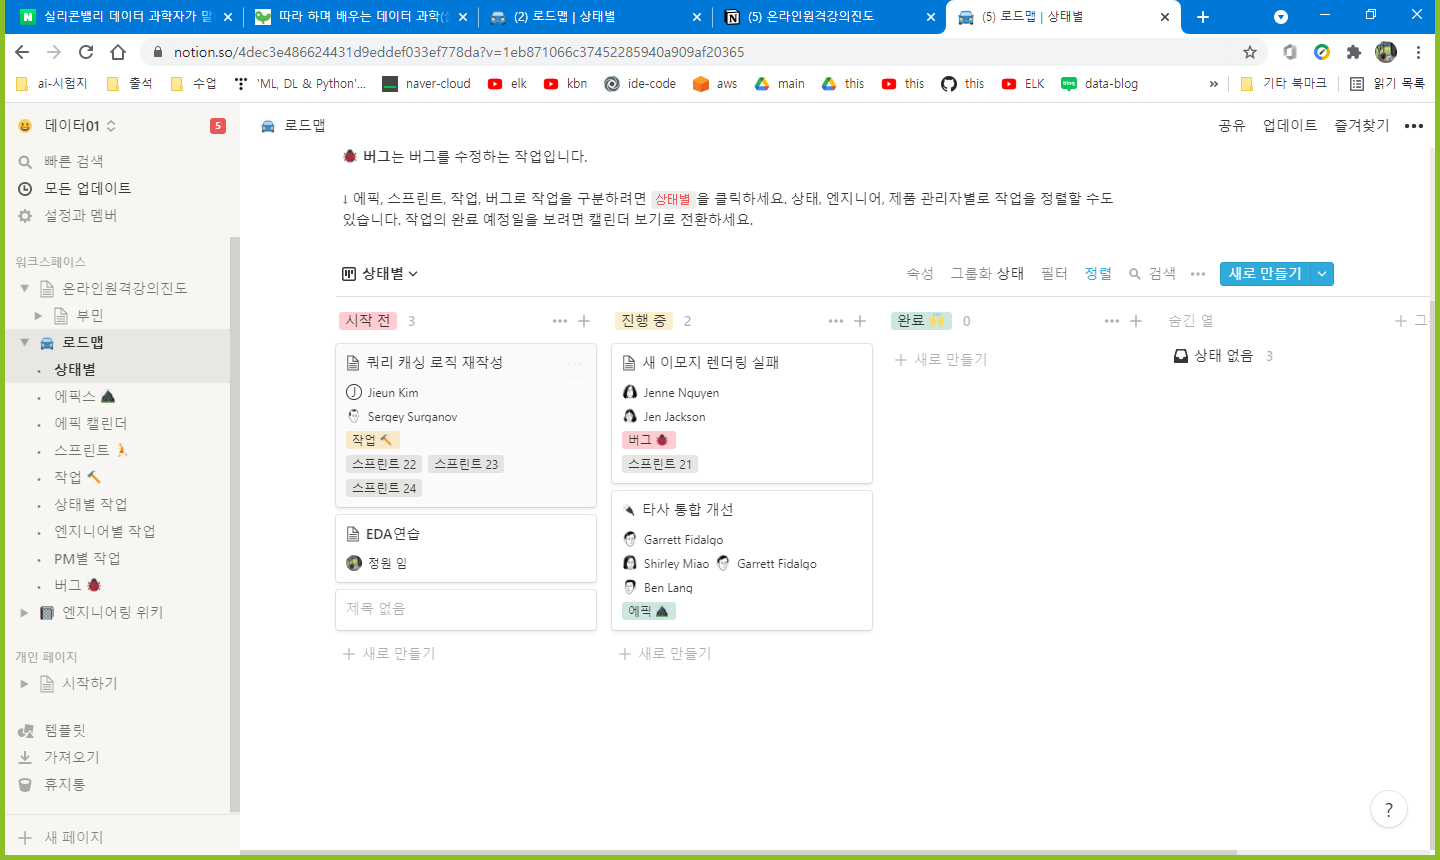 실리콘밸리 데이터 과학자가 말
따라 하며 배우는 데이터 과학(
(2) 로드맵 | 상태별
(5) 온라인원격강의진도
(5) 로드맵 | 상태별
notion.so/4dec3e486624431d9eddef033ef778da?v=1eb871066c37452285940a909af20365
ai-시험지
출석
수업
'ML, DL & Python'...
naver-cloud
elk
kbn
ide-code
aws
main
this
this
this
ELK
data-blog
»
기타 북마크
읽기 목록
데이터01
5
로드맵
공유
업데이트
즐겨찾기
빠른 검색
모든 업데이트
설정과 멤버
워크스페이스
온라인원격강의진도
부민
로드맵
상태별
에픽스
에픽 캘린더
스프린트
작업
상태별 작업
엔지니어별 작업
PM별 작업
버그
엔지니어링 위키
개인 페이지
시작하기
템플릿
가져오기
휴지통
새 페이지
버그는 버그를 수정하는 작업입니다.
↓ 에픽, 스프린트, 작업, 버그로 작업을 구분하려면 상태별을 클릭하세요. 상태, 엔지니어, 제품 관리자별로 작업을 정렬할 수도
있습니다. 작업의 완료 예정일을 보려면 캘린더 보기로 전환하세요.
상태별
속성
그룹화 상태
필터
정렬
검색
새로 만들기
시작 전 3
쿼리 캐싱 로직 재작성
J Jieun Kim
Sergey Surganov
작업
스프린트 22 스프린트 23
스프린트 24
EDA연습
정원 임
제목 없음
새로 만들기
진행 중 2
새 이모지 렌더링 실패
Jenne Nguyen
Jen Jackson
버그
스프린트 21
타사 통합 개선
Garrett Fidalgo
Shirley Miao Garrett Fidalgo
Ben Lang
에픽
새로 만들기
완료 0
새로 만들기
숨긴 열
상태 없음 3
?